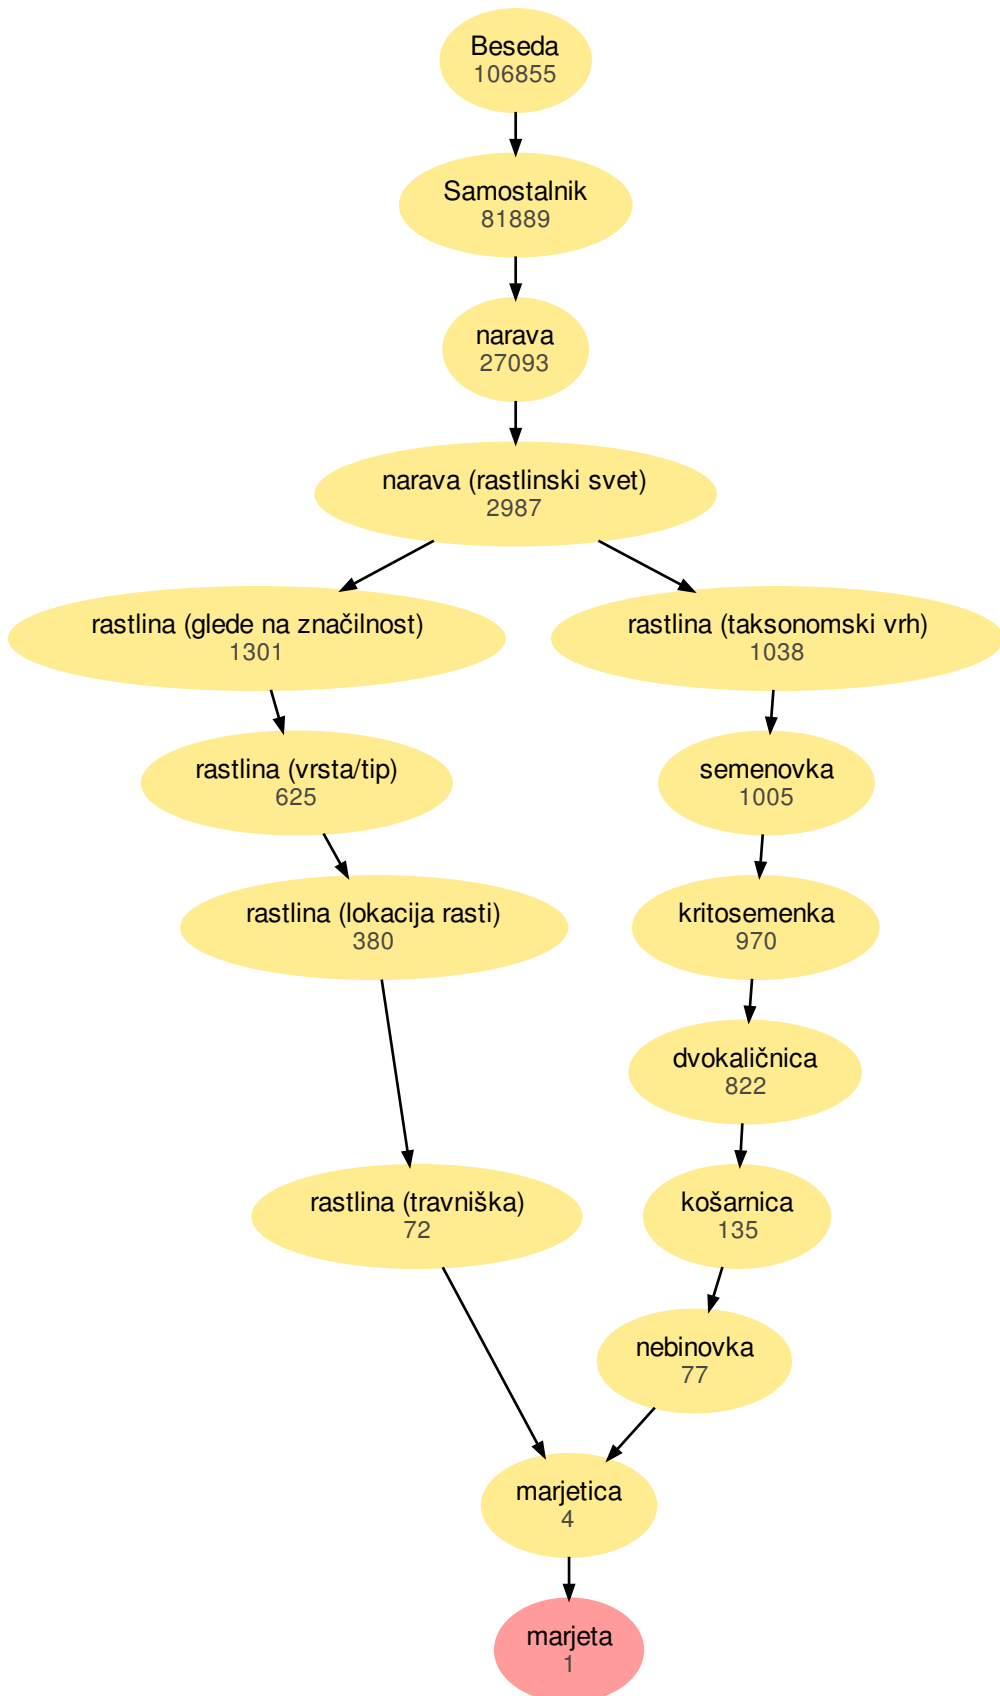 Beseda
106855
Samostalnik
81889
narava
27093
narava (rastlinski svet)
2987
rastlina (glede na značilnost)
1301
rastlina (taksonomski vrh)
1038
rastlina (vrsta/tip)
625
semenovka
1005
rastlina (lokacija rasti)
380
kritosemenka
970
dvokaličnica
822
rastlina (travniška)
72
košarnica
135
nebinovka
77
marjetica
4
marjeta
1